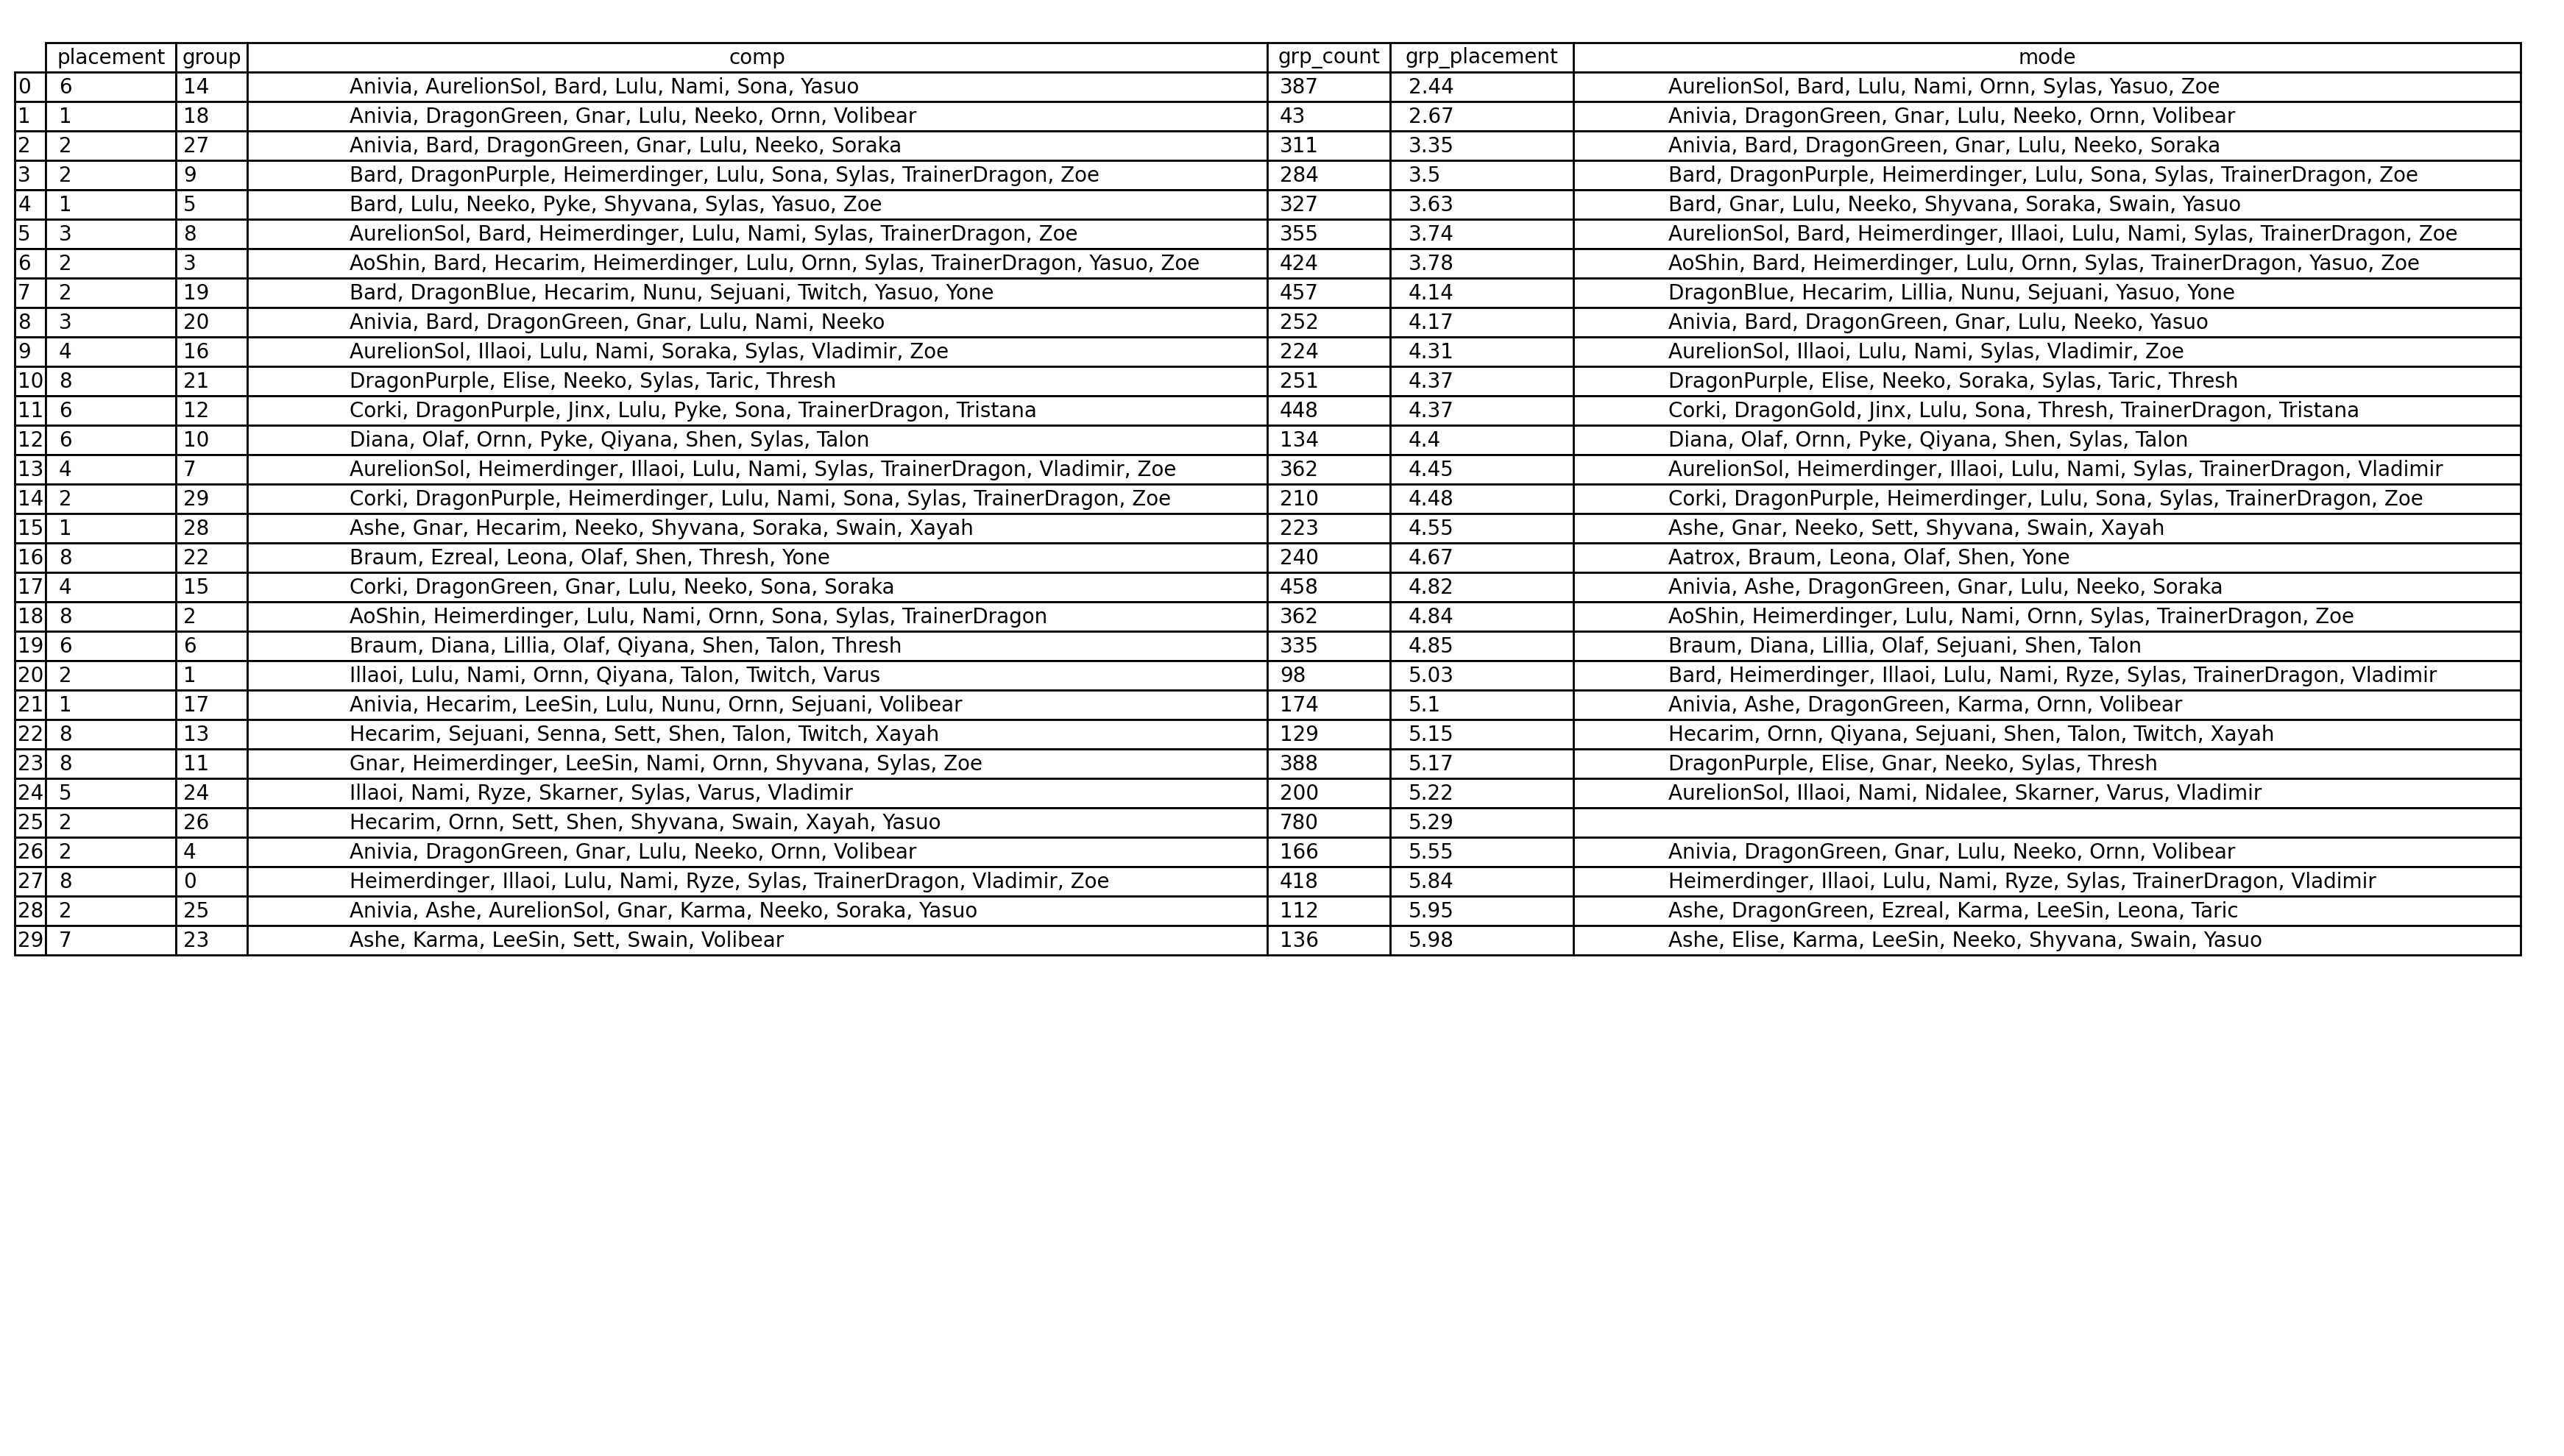 placement group comp grp_count grp_placement mode
0 6 14 Anivia, AurelionSol, Bard, Lulu, Nami, Sona, Yasuo 387 2.44 AurelionSol, Bard, Lulu, Nami, Ornn, Sylas, Yasuo, Zoe
1 1 18 Anivia, DragonGreen, Gnar, Lulu, Neeko, Ornn, Volibear 43 2.67 Anivia, DragonGreen, Gnar, Lulu, Neeko, Ornn, Volibear
2 2 27 Anivia, Bard, DragonGreen, Gnar, Lulu, Neeko, Soraka 311 3.35 Anivia, Bard, DragonGreen, Gnar, Lulu, Neeko, Soraka
3 2 9 Bard, DragonPurple, Heimerdinger, Lulu, Sona, Sylas, TrainerDragon, Zoe 284 3.5 Bard, DragonPurple, Heimerdinger, Lulu, Sona, Sylas, TrainerDragon, Zoe
4 1 5 Bard, Lulu, Neeko, Pyke, Shyvana, Sylas, Yasuo, Zoe 327 3.63 Bard, Gnar, Lulu, Neeko, Shyvana, Soraka, Swain, Yasuo
5 3 8 AurelionSol, Bard, Heimerdinger, Lulu, Nami, Sylas, TrainerDragon, Zoe 355 3.74 AurelionSol, Bard, Heimerdinger, Illaoi, Lulu, Nami, Sylas, TrainerDragon, Zoe
6 2 3 AoShin, Bard, Hecarim, Heimerdinger, Lulu, Ornn, Sylas, TrainerDragon, Yasuo, Zoe 424 3.78 AoShin, Bard, Heimerdinger, Lulu, Ornn, Sylas, TrainerDragon, Yasuo, Zoe
7 2 19 Bard, DragonBlue, Hecarim, Nunu, Sejuani, Twitch, Yasuo, Yone 457 4.14 DragonBlue, Hecarim, Lillia, Nunu, Sejuani, Yasuo, Yone
8 3 20 Anivia, Bard, DragonGreen, Gnar, Lulu, Nami, Neeko 252 4.17 Anivia, Bard, DragonGreen, Gnar, Lulu, Neeko, Yasuo
9 4 16 AurelionSol, Illaoi, Lulu, Nami, Soraka, Sylas, Vladimir, Zoe 224 4.31 AurelionSol, Illaoi, Lulu, Nami, Sylas, Vladimir, Zoe
10 8 21 DragonPurple, Elise, Neeko, Sylas, Taric, Thresh 251 4.37 DragonPurple, Elise, Neeko, Soraka, Sylas, Taric, Thresh
11 6 12 Corki, DragonPurple, Jinx, Lulu, Pyke, Sona, TrainerDragon, Tristana 448 4.37 Corki, DragonGold, Jinx, Lulu, Sona, Thresh, TrainerDragon, Tristana
12 6 10 Diana, Olaf, Ornn, Pyke, Qiyana, Shen, Sylas, Talon 134 4.4 Diana, Olaf, Ornn, Pyke, Qiyana, Shen, Sylas, Talon
13 4 7 AurelionSol, Heimerdinger, Illaoi, Lulu, Nami, Sylas, TrainerDragon, Vladimir, Zoe 362 4.45 AurelionSol, Heimerdinger, Illaoi, Lulu, Nami, Sylas, TrainerDragon, Vladimir
14 2 29 Corki, DragonPurple, Heimerdinger, Lulu, Nami, Sona, Sylas, TrainerDragon, Zoe 210 4.48 Corki, DragonPurple, Heimerdinger, Lulu, Sona, Sylas, TrainerDragon, Zoe
15 1 28 Ashe, Gnar, Hecarim, Neeko, Shyvana, Soraka, Swain, Xayah 223 4.55 Ashe, Gnar, Neeko, Sett, Shyvana, Swain, Xayah
16 8 22 Braum, Ezreal, Leona, Olaf, Shen, Thresh, Yone 240 4.67 Aatrox, Braum, Leona, Olaf, Shen, Yone
17 4 15 Corki, DragonGreen, Gnar, Lulu, Neeko, Sona, Soraka 458 4.82 Anivia, Ashe, DragonGreen, Gnar, Lulu, Neeko, Soraka
18 8 2 AoShin, Heimerdinger, Lulu, Nami, Ornn, Sona, Sylas, TrainerDragon 362 4.84 AoShin, Heimerdinger, Lulu, Nami, Ornn, Sylas, TrainerDragon, Zoe
19 6 6 Braum, Diana, Lillia, Olaf, Qiyana, Shen, Talon, Thresh 335 4.85 Braum, Diana, Lillia, Olaf, Sejuani, Shen, Talon
20 2 1 Illaoi, Lulu, Nami, Ornn, Qiyana, Talon, Twitch, Varus 98 5.03 Bard, Heimerdinger, Illaoi, Lulu, Nami, Ryze, Sylas, TrainerDragon, Vladimir
21 1 17 Anivia, Hecarim, LeeSin, Lulu, Nunu, Ornn, Sejuani, Volibear 174 5.1 Anivia, Ashe, DragonGreen, Karma, Ornn, Volibear
22 8 13 Hecarim, Sejuani, Senna, Sett, Shen, Talon, Twitch, Xayah 129 5.15 Hecarim, Ornn, Qiyana, Sejuani, Shen, Talon, Twitch, Xayah
23 8 11 Gnar, Heimerdinger, LeeSin, Nami, Ornn, Shyvana, Sylas, Zoe 388 5.17 DragonPurple, Elise, Gnar, Neeko, Sylas, Thresh
24 5 24 Illaoi, Nami, Ryze, Skarner, Sylas, Varus, Vladimir 200 5.22 AurelionSol, Illaoi, Nami, Nidalee, Skarner, Varus, Vladimir
25 2 26 Hecarim, Ornn, Sett, Shen, Shyvana, Swain, Xayah, Yasuo 780 5.29
26 2 4 Anivia, DragonGreen, Gnar, Lulu, Neeko, Ornn, Volibear 166 5.55 Anivia, DragonGreen, Gnar, Lulu, Neeko, Ornn, Volibear
27 8 0 Heimerdinger, Illaoi, Lulu, Nami, Ryze, Sylas, TrainerDragon, Vladimir, Zoe 418 5.84 Heimerdinger, Illaoi, Lulu, Nami, Ryze, Sylas, TrainerDragon, Vladimir
28 2 25 Anivia, Ashe, AurelionSol, Gnar, Karma, Neeko, Soraka, Yasuo 112 5.95 Ashe, DragonGreen, Ezreal, Karma, LeeSin, Leona, Taric
29 7 23 Ashe, Karma, LeeSin, Sett, Swain, Volibear 136 5.98 Ashe, Elise, Karma, LeeSin, Neeko, Shyvana, Swain, Yasuo